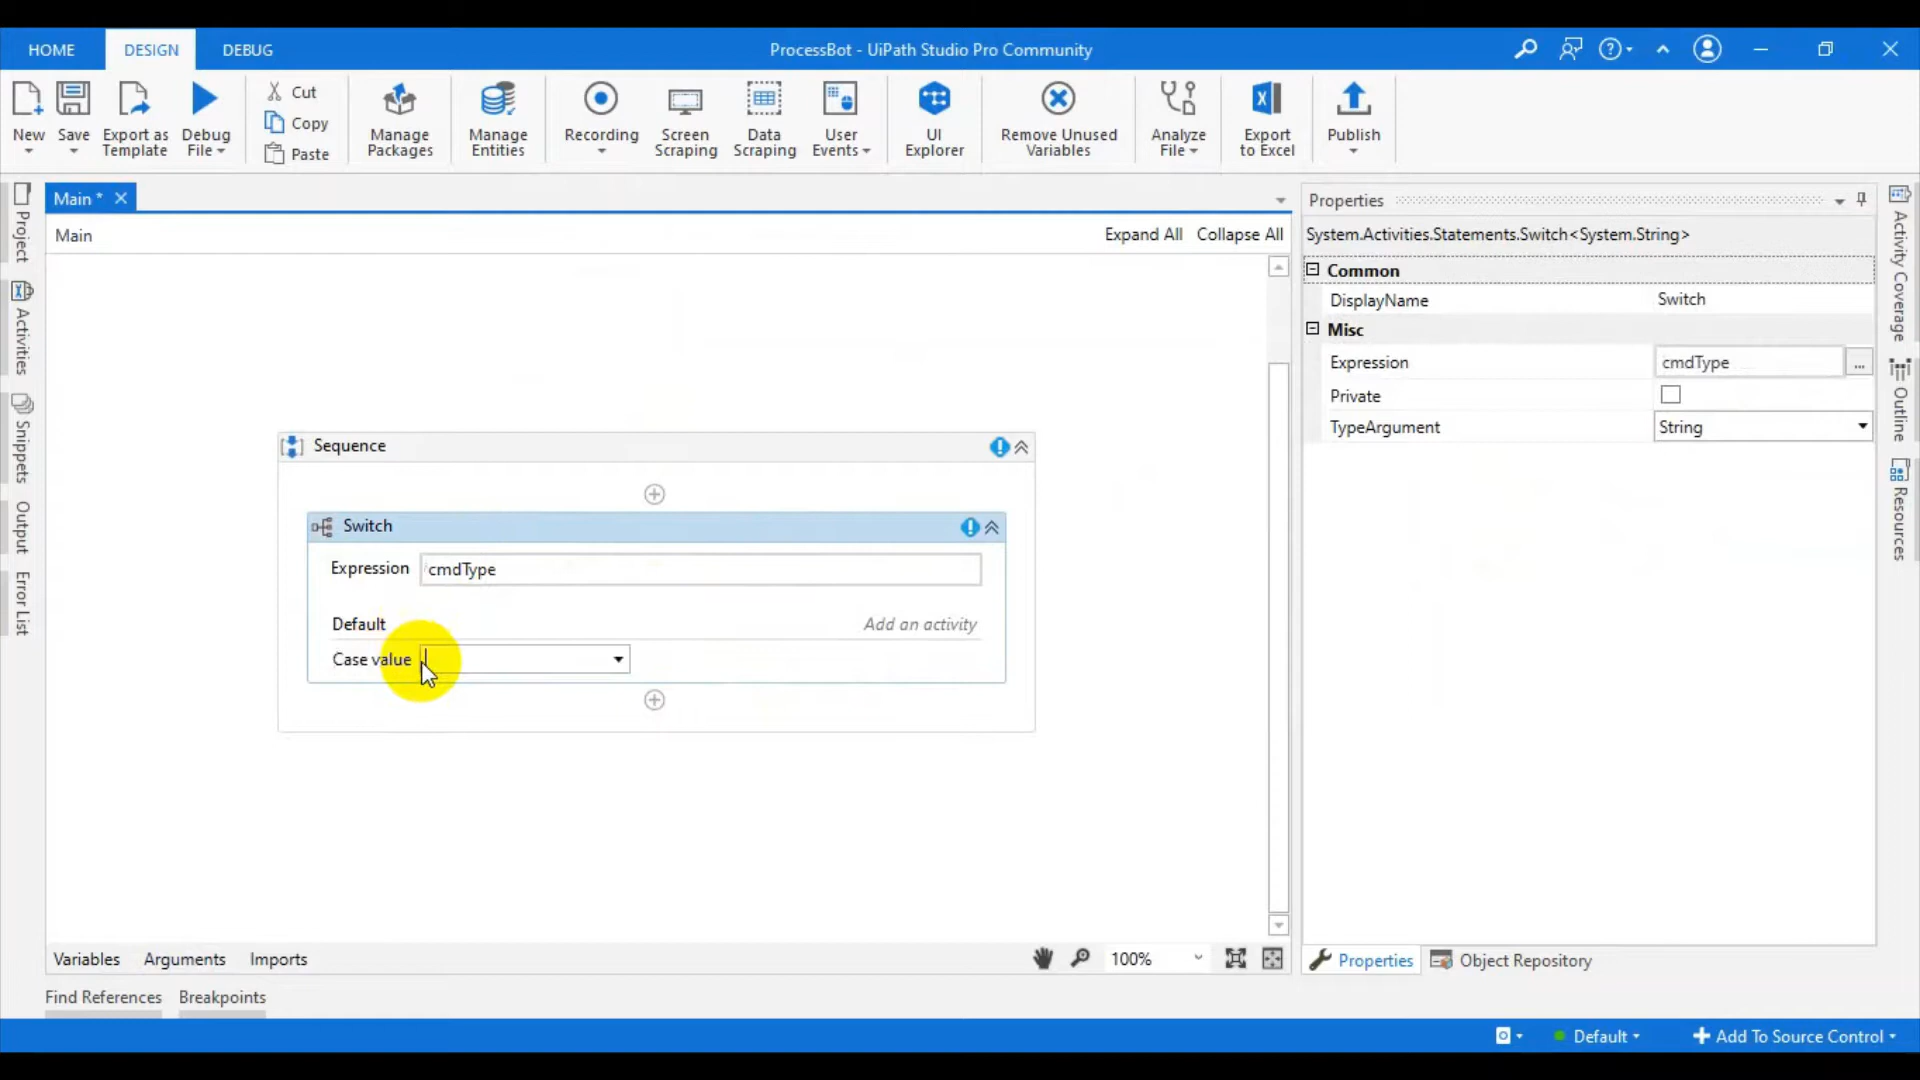 HOME DESIGN DEBUG ProcessBot - UiPath Studio Pro Community
New Save Export as Template Debug File Cut Copy Paste Manage Packages Manage Entities Recording Screen Scraping Data Scraping User Events UI Explorer Remove Unused Variables Analyze File Export to Excel Publish
Project
Activities
Snippets
Output
Error List
Main *
Main Expand All Collapse All
Sequence
Switch
Expression cmdType
Default Add an activity
Case value
Variables Arguments Imports 100%
Find References Breakpoints
Properties
System.Activities.Statements.Switch<System.String>
Common
DisplayName Switch
Misc
Expression cmdType ...
Private
TypeArgument String
Properties Object Repository
Activity Coverage
Outline
Resources
Default Add To Source Control